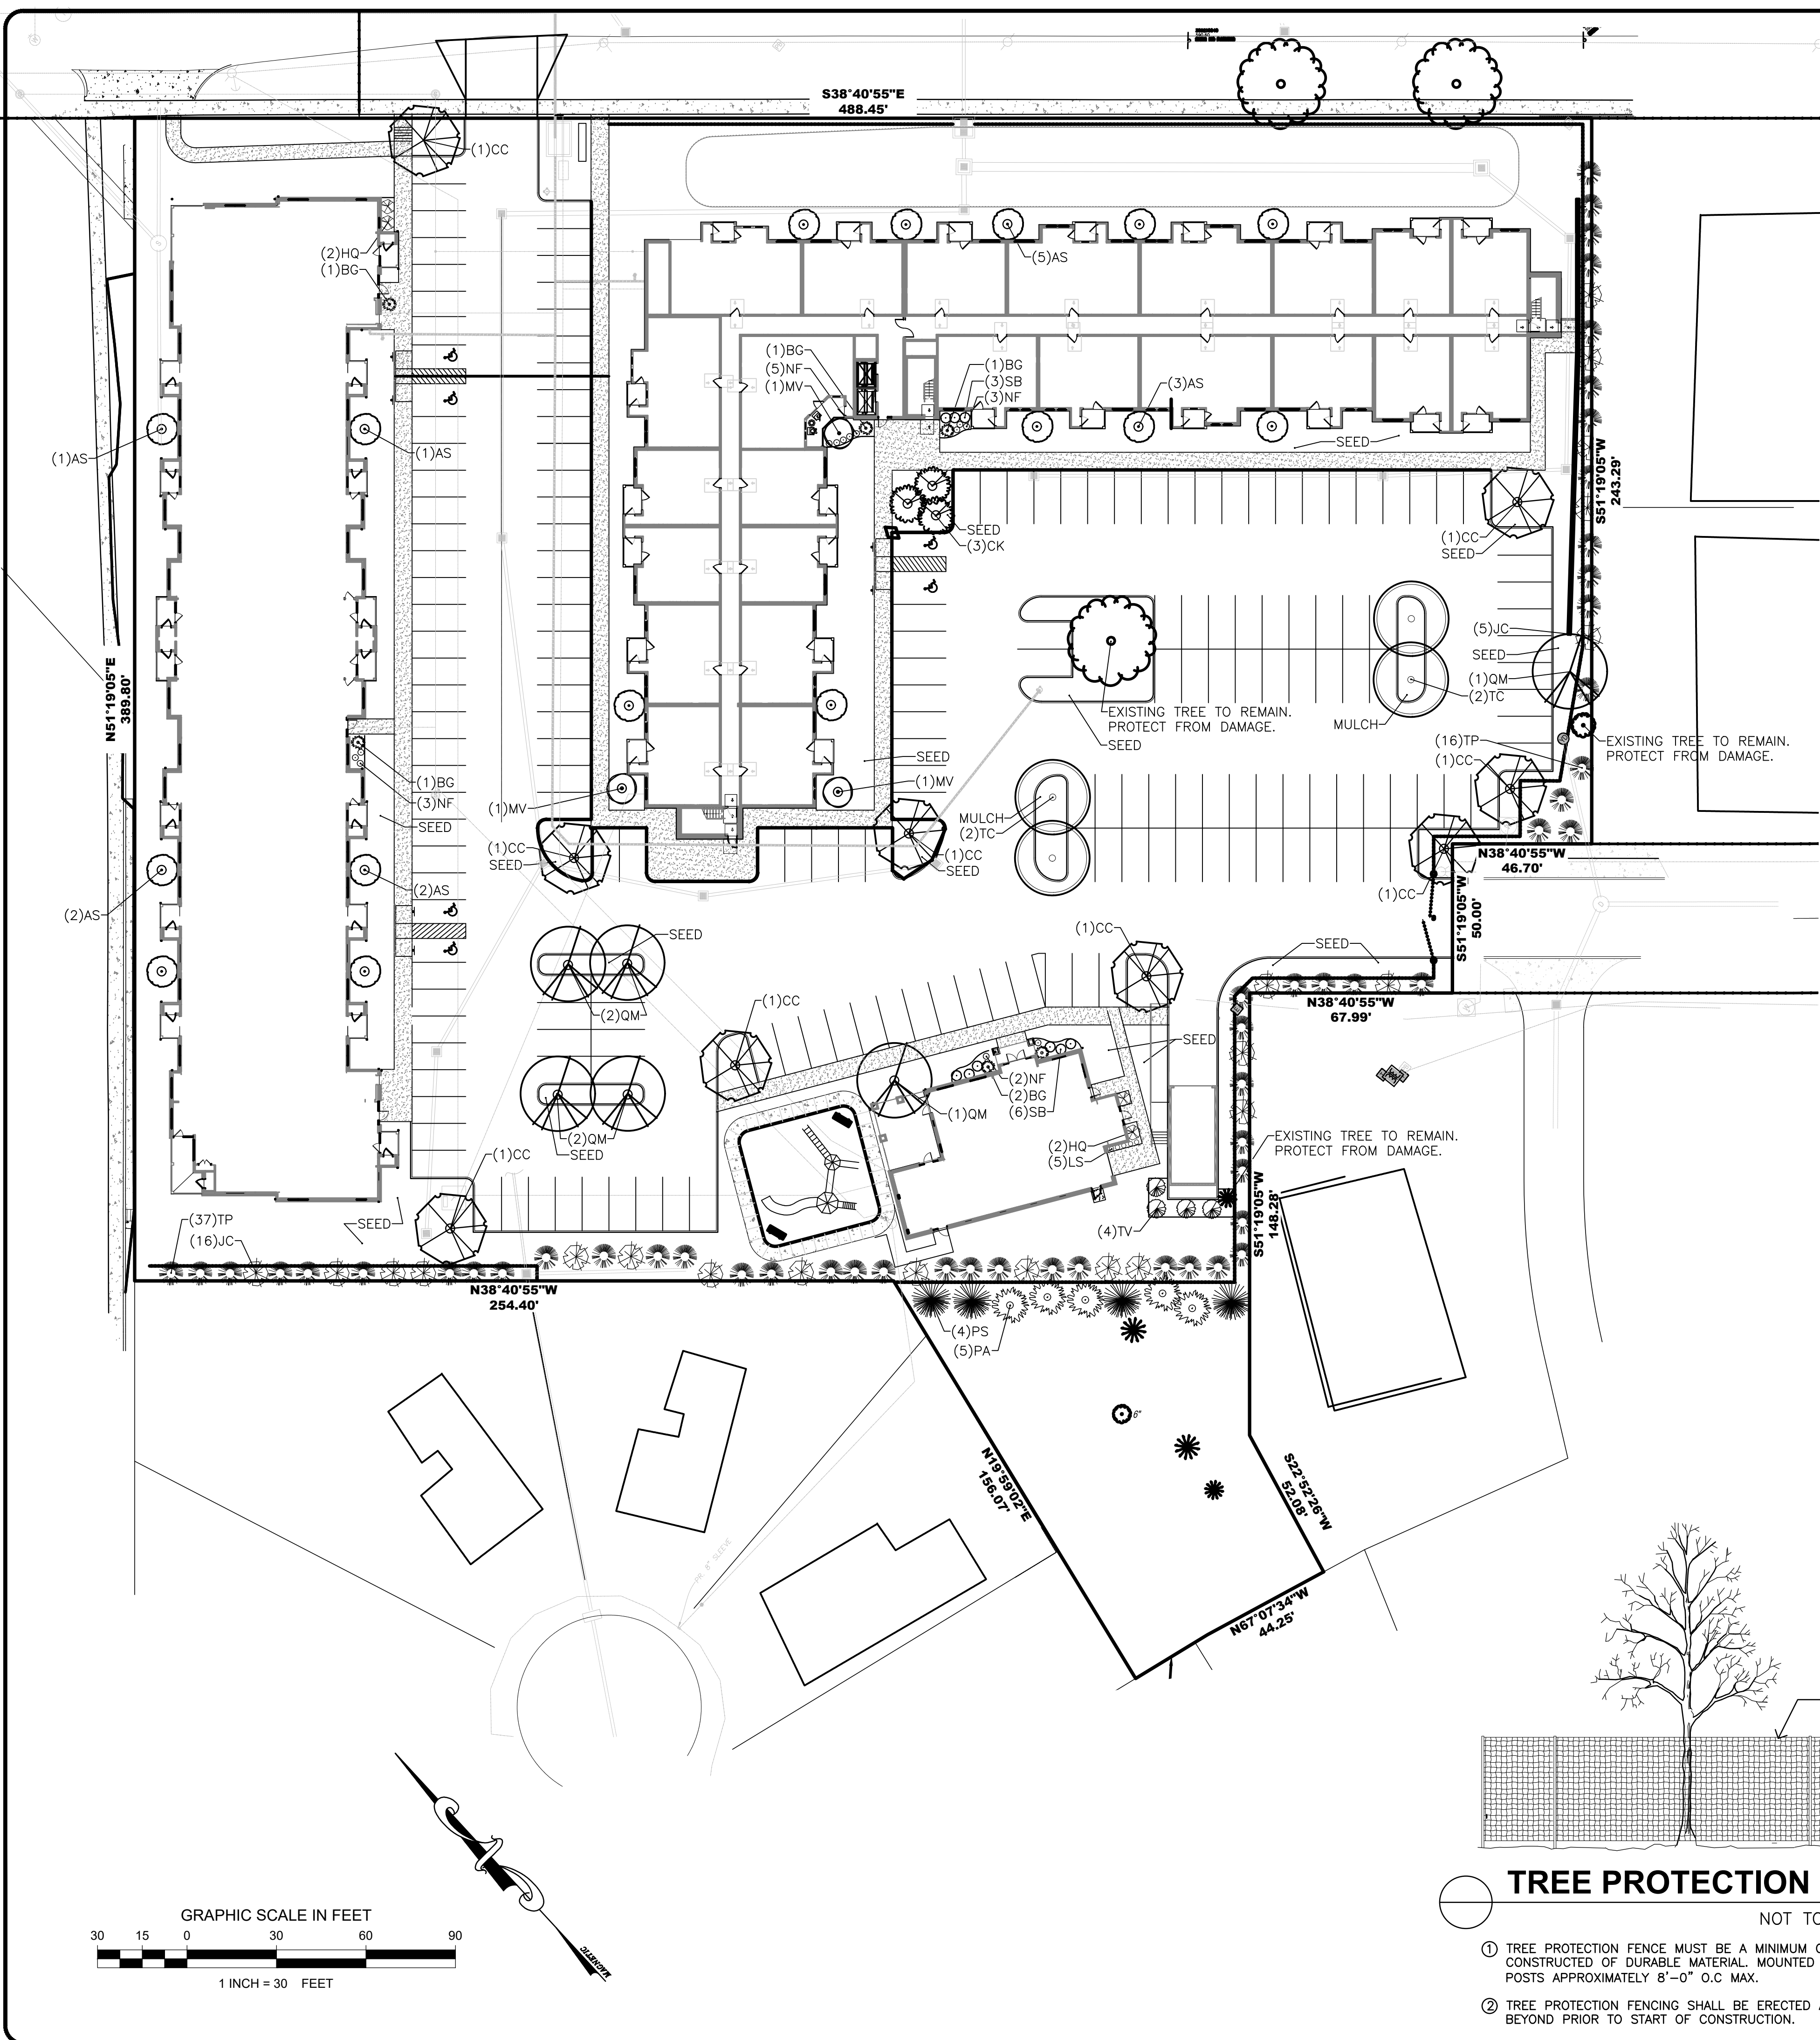 S38°40'55"E
488.45'
(1)CC
(2)HQ
(1)BG
(5)AS
(1)BG
(5)NF
(1)MV
(1)BG
(3)SB
(3)NF
(3)AS
SEED
(1)AS
(1)AS
S51°19'05"W
243.29'
SEED
(3)CK
(1)CC
SEED
N51°19'05"E
389.80'
(5)JC
SEED
(1)QM
(2)TC
MULCH
EXISTING TREE TO REMAIN.
PROTECT FROM DAMAGE.
SEED
(16)TP
(1)CC
EXISTING TREE TO REMAIN.
PROTECT FROM DAMAGE.
(1)BG
(3)NF
SEED
SEED
(1)MV
(1)MV
MULCH
(2)TC
(1)CC
SEED
(1)CC
SEED
N38°40'55"W
46.70'
(1)CC
S51°19'05"W
50.00'
(2)AS
(2)AS
SEED
(1)CC
SEED
N38°40'55"W
67.99'
(2)QM
(1)CC
SEED
(2)NF
(2)BG
(6)SB
(1)QM
(2)QM
SEED
(1)CC
(2)HQ
(5)LS
EXISTING TREE TO REMAIN.
PROTECT FROM DAMAGE.
(37)TP
(16)JC
SEED
(4)TV
S51°19'05"W
148.28'
N38°40'55"W
254.40'
(4)PS
(5)PA
6"
N19°59'02"E
156.07'
S22°52'26"W
52.08'
PR. 8" SLEEVE
N67°07'34"W
44.25'
MAGNETIC
GRAPHIC SCALE IN FEET
30 15 0 30 60 90
1 INCH = 30 FEET
TREE PROTECTION
NOT TO
1 TREE PROTECTION FENCE MUST BE A MINIMUM
CONSTRUCTED OF DURABLE MATERIAL. MOUNTED
POSTS APPROXIMATELY 8'-0" O.C MAX.
2 TREE PROTECTION FENCING SHALL BE ERECTED
BEYOND PRIOR TO START OF CONSTRUCTION.